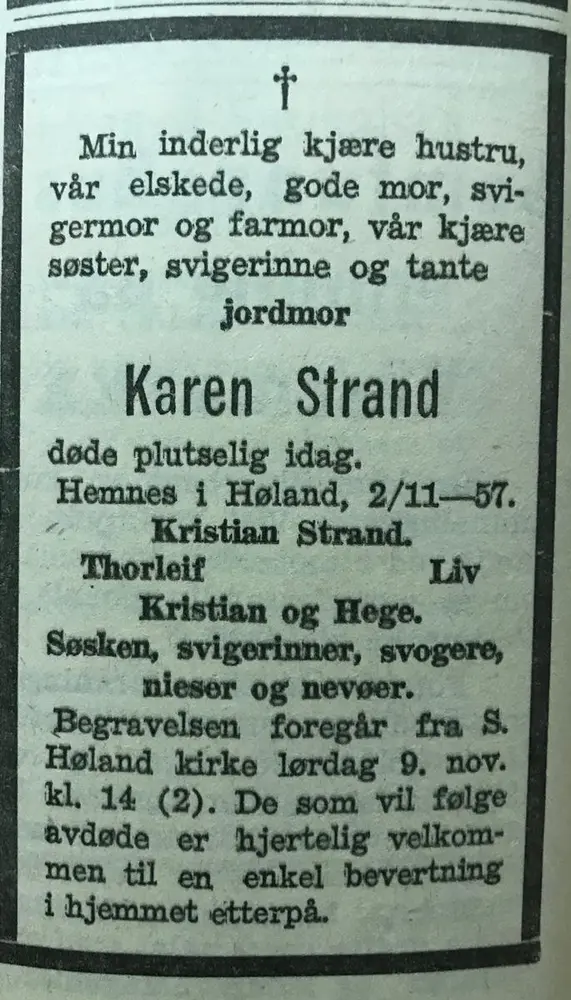 †
Min inderlig kjære hustru,
vår elskede, gode mor, svi-
germor og farmor, vår kjære
søster, svigerinne og tante
jordmor
Karen Strand
døde plutselig idag.
Hemnes i Høland, 2/11—57.
Kristian Strand.
Thorleif Liv
Kristian og Hege.
Søsken, svigerinner, svogere,
nieser og nevøer.
Begravelsen foregår fra S.
Høland kirke lørdag 9. nov.
kl. 14 (2). De som vil følge
avdøde er hjertelig velkom-
men til en enkel bevertning
i hjemmet etterpå.